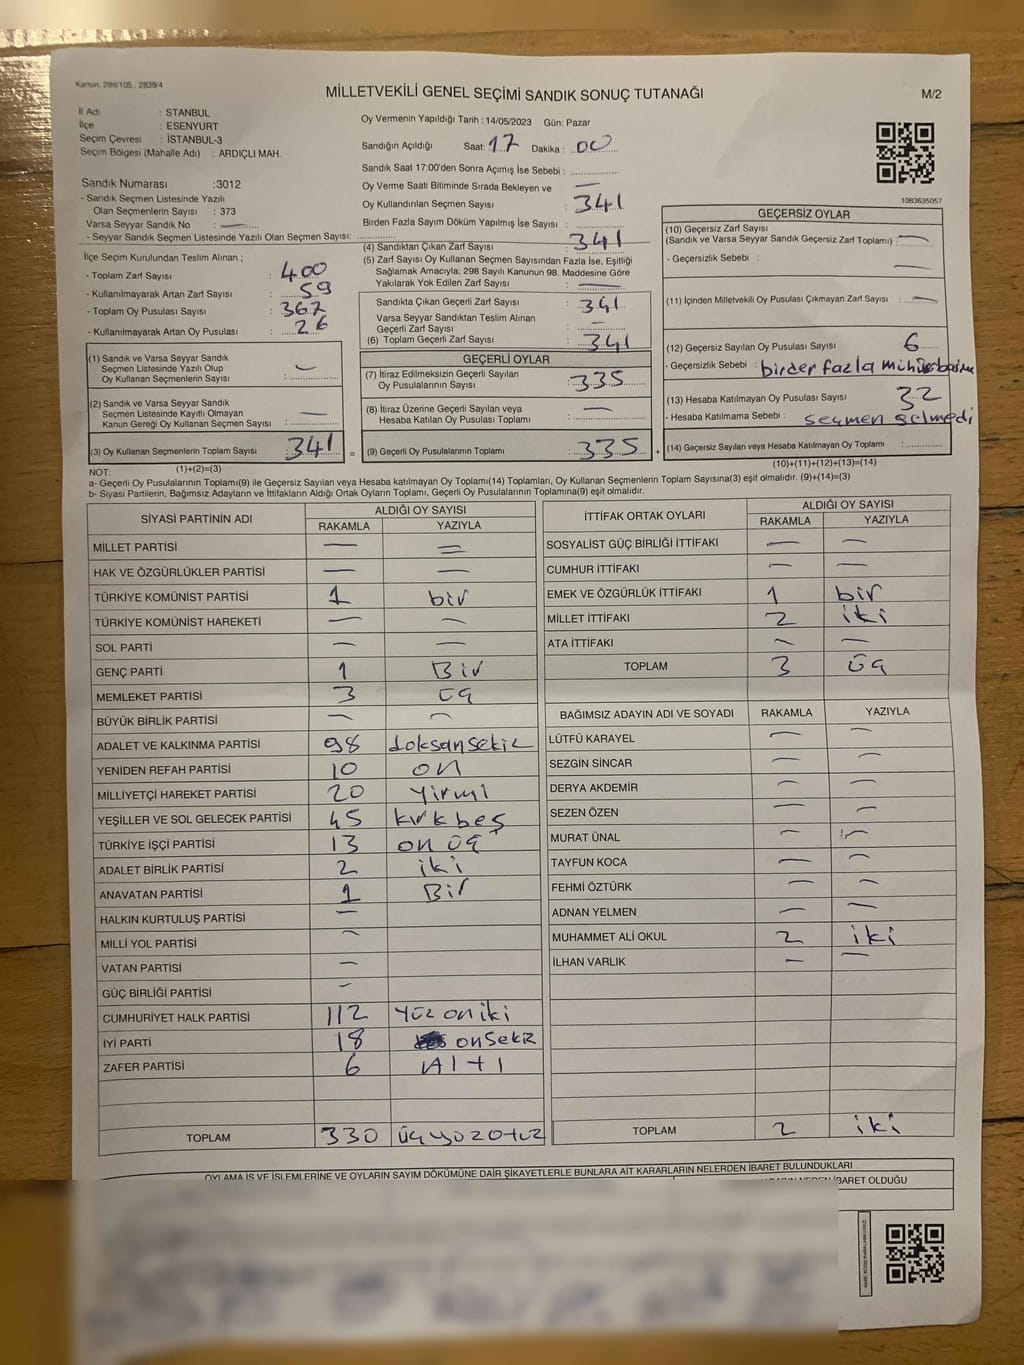 Kanun, 298/105 , 2839/4
MİLLETVEKİLİ GENEL SEÇİMİ SANDIK SONUÇ TUTANAĞI
M/2
İl Adı : STANBUL
İlçe : ESENYURT
Seçim Çevresi : İSTANBUL-3
Seçim Bölgesi (Mahalle Adı) : ARDIÇLI MAH.
Sandık Numarası :3012
- Sandık Seçmen Listesinde Yazılı
Olan Seçmenlerin Sayısı : 373
Varsa Seyyar Sandık No : —
- Seyyar Sandık Seçmen Listesinde Yazılı Olan Seçmen Sayısı:
İlçe Seçim Kurulundan Teslim Alınan ;
- Toplam Zarf Sayısı : 400
- Kullanılmayarak Artan Zarf Sayısı : 59
- Toplam Oy Pusulası Sayısı : 367
- Kullanılmayarak Artan Oy Pusulası : 26
(1) Sandık ve Varsa Seyyar Sandık
Seçmen Listesinde Yazılı Olup
Oy Kullanan Seçmenlerin Sayısı : —
(2) Sandık ve Varsa Seyyar Sandık
Seçmen Listesinde Kayıtlı Olmayan
Kanun Gereği Oy Kullanan Seçmen Sayısı : —
(3) Oy Kullanan Seçmenlerin Toplam Sayısı : 341
Oy Vermenin Yapıldığı Tarih : 14/05/2023 Gün: Pazar
Sandığın Açıldığı Saat: 17 Dakika : 00
Sandık Saat 17:00'den Sonra Açımış İse Sebebi :
Oy Verme Saati Bitiminde Sırada Bekleyen ve —
Oy Kullandırılan Seçmen Sayısı : 341
Birden Fazla Sayım Döküm Yapılmış İse Sayısı :
(4) Sandıktan Çıkan Zarf Sayısı : 341
(5) Zarf Sayısı Oy Kullanan Seçmen Sayısından Fazla İse, Eşitliği
Sağlamak Amacıyla; 298 Sayılı Kanunun 98. Maddesine Göre
Yakılarak Yok Edilen Zarf Sayısı : —
Sandıkta Çıkan Geçerli Zarf Sayısı : 341
Varsa Seyyar Sandıktan Teslim Alınan
Geçerli Zarf Sayısı : —
(6) Toplam Geçerli Zarf Sayısı : 341
GEÇERLİ OYLAR
(7) İtiraz Edilmeksizin Geçerli Sayılan
Oy Pusulalarının Sayısı : 335
(8) İtiraz Üzerine Geçerli Sayılan veya
Hesaba Katılan Oy Pusulası Toplamı : —
= (9) Geçerli Oy Pusulalarının Toplamı : 335 +
1083635057
GEÇERSİZ OYLAR
(10) Geçersiz Zarf Sayısı
(Sandık ve Varsa Seyyar Sandık Geçersiz Zarf Toplamı) : —
- Geçersizlik Sebebi : —
(11) İçinden Milletvekili Oy Pusulası Çıkmayan Zarf Sayısı : —
(12) Geçersiz Sayılan Oy Pusulası Sayısı : 6
- Geçersizlik Sebebi : birder fazla
(13) Hesaba Katılmayan Oy Pusulası Sayısı : 32
- Hesaba Katılmama Sebebi : seçmen gelmedi
(14) Geçersiz Sayılan veya Hesaba Katılmayan Oy Toplamı :
NOT: (1)+(2)=(3) (10)+(11)+(12)+(13)=(14)
a- Geçerli Oy Pusulalarının Toplamı(9) ile Geçersiz Sayılan veya Hesaba katılmayan Oy Toplamı(14) Toplamları, Oy Kullanan Seçmenlerin Toplam Sayısına(3) eşit olmalıdır. (9)+(14)=(3)
b- Siyasi Partilerin, Bağımsız Adayların ve İttifakların Aldığı Ortak Oyların Toplamı, Geçerli Oy Pusulalarının Toplamına(9) eşit olmalıdır.
SİYASİ PARTİNİN ADI ALDIĞI OY SAYISI
RAKAMLA YAZIYLA
MİLLET PARTİSİ — =
HAK VE ÖZGÜRLÜKLER PARTİSİ — —
TÜRKİYE KOMÜNİST PARTİSİ 1 bir
TÜRKİYE KOMÜNİST HAREKETİ — —
SOL PARTİ — —
GENÇ PARTİ 1 Bir
MEMLEKET PARTİSİ 3 üç
BÜYÜK BİRLİK PARTİSİ — —
ADALET VE KALKINMA PARTİSİ 98 doksansekiz
YENİDEN REFAH PARTİSİ 10 on
MİLLİYETÇİ HAREKET PARTİSİ 20 yirmi
YEŞİLLER VE SOL GELECEK PARTİSİ 45 kırkbeş
TÜRKİYE İŞÇİ PARTİSİ 13 on üç
ADALET BİRLİK PARTİSİ 2 iki
ANAVATAN PARTİSİ 1 Bir
HALKIN KURTULUŞ PARTİSİ —
MİLLİ YOL PARTİSİ —
VATAN PARTİSİ —
GÜÇ BİRLİĞİ PARTİSİ —
CUMHURİYET HALK PARTİSİ 112 yüz oniki
İYİ PARTİ 18 onsekiz
ZAFER PARTİSİ 6 Altı
TOPLAM 330 üçyüzotuz
İTTİFAK ORTAK OYLARI ALDIĞI OY SAYISI
RAKAMLA YAZIYLA
SOSYALİST GÜÇ BİRLİĞİ İTTİFAKI — —
CUMHUR İTTİFAKI — —
EMEK VE ÖZGÜRLÜK İTTİFAKI 1 bir
MİLLET İTTİFAKI 2 iki
ATA İTTİFAKI — —
TOPLAM 3 üç
BAĞIMSIZ ADAYIN ADI VE SOYADI RAKAMLA YAZIYLA
LÜTFÜ KARAYEL — —
SEZGİN SİNCAR — —
DERYA AKDEMİR — —
SEZEN ÖZEN — —
MURAT ÜNAL — —
TAYFUN KOCA — —
FEHMİ ÖZTÜRK — —
ADNAN YELMEN — —
MUHAMMET ALİ OKUL 2 iki
İLHAN VARLIK — —
TOPLAM 2 iki
OYLAMA İŞ VE İŞLEMLERİNE VE OYLARIN SAYIM DÖKÜMÜNE DAİR ŞİKAYETLERLE BUNLARA AİT KARARLARIN NELERDEN İBARET BULUNDUKLARI
İBARET OLDUĞU